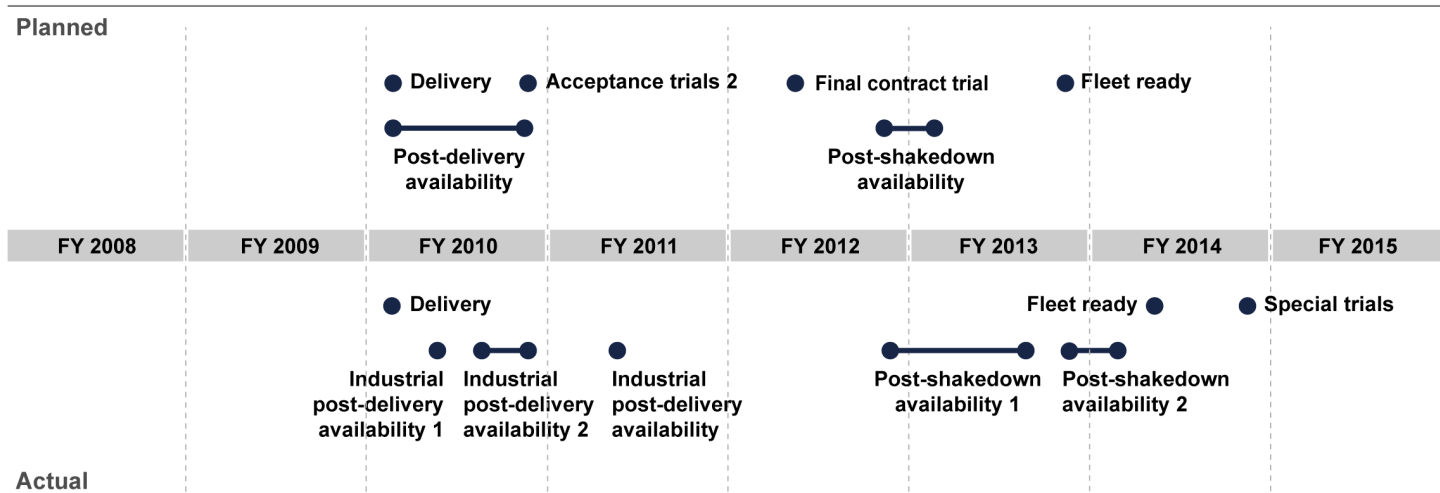 Planned
Delivery
Acceptance trials 2
Final contract trial
Fleet ready
Post-delivery
availability
Post-shakedown
availability
FY 2008
FY 2009
FY 2010
FY 2011
FY 2012
FY 2013
FY 2014
FY 2015
Delivery
Fleet ready
Special trials
Industrial
post-delivery
availability 1
Industrial
post-delivery
availability 2
Industrial
post-delivery
availability
Post-shakedown
availability 1
Post-shakedown
availability 2
Actual